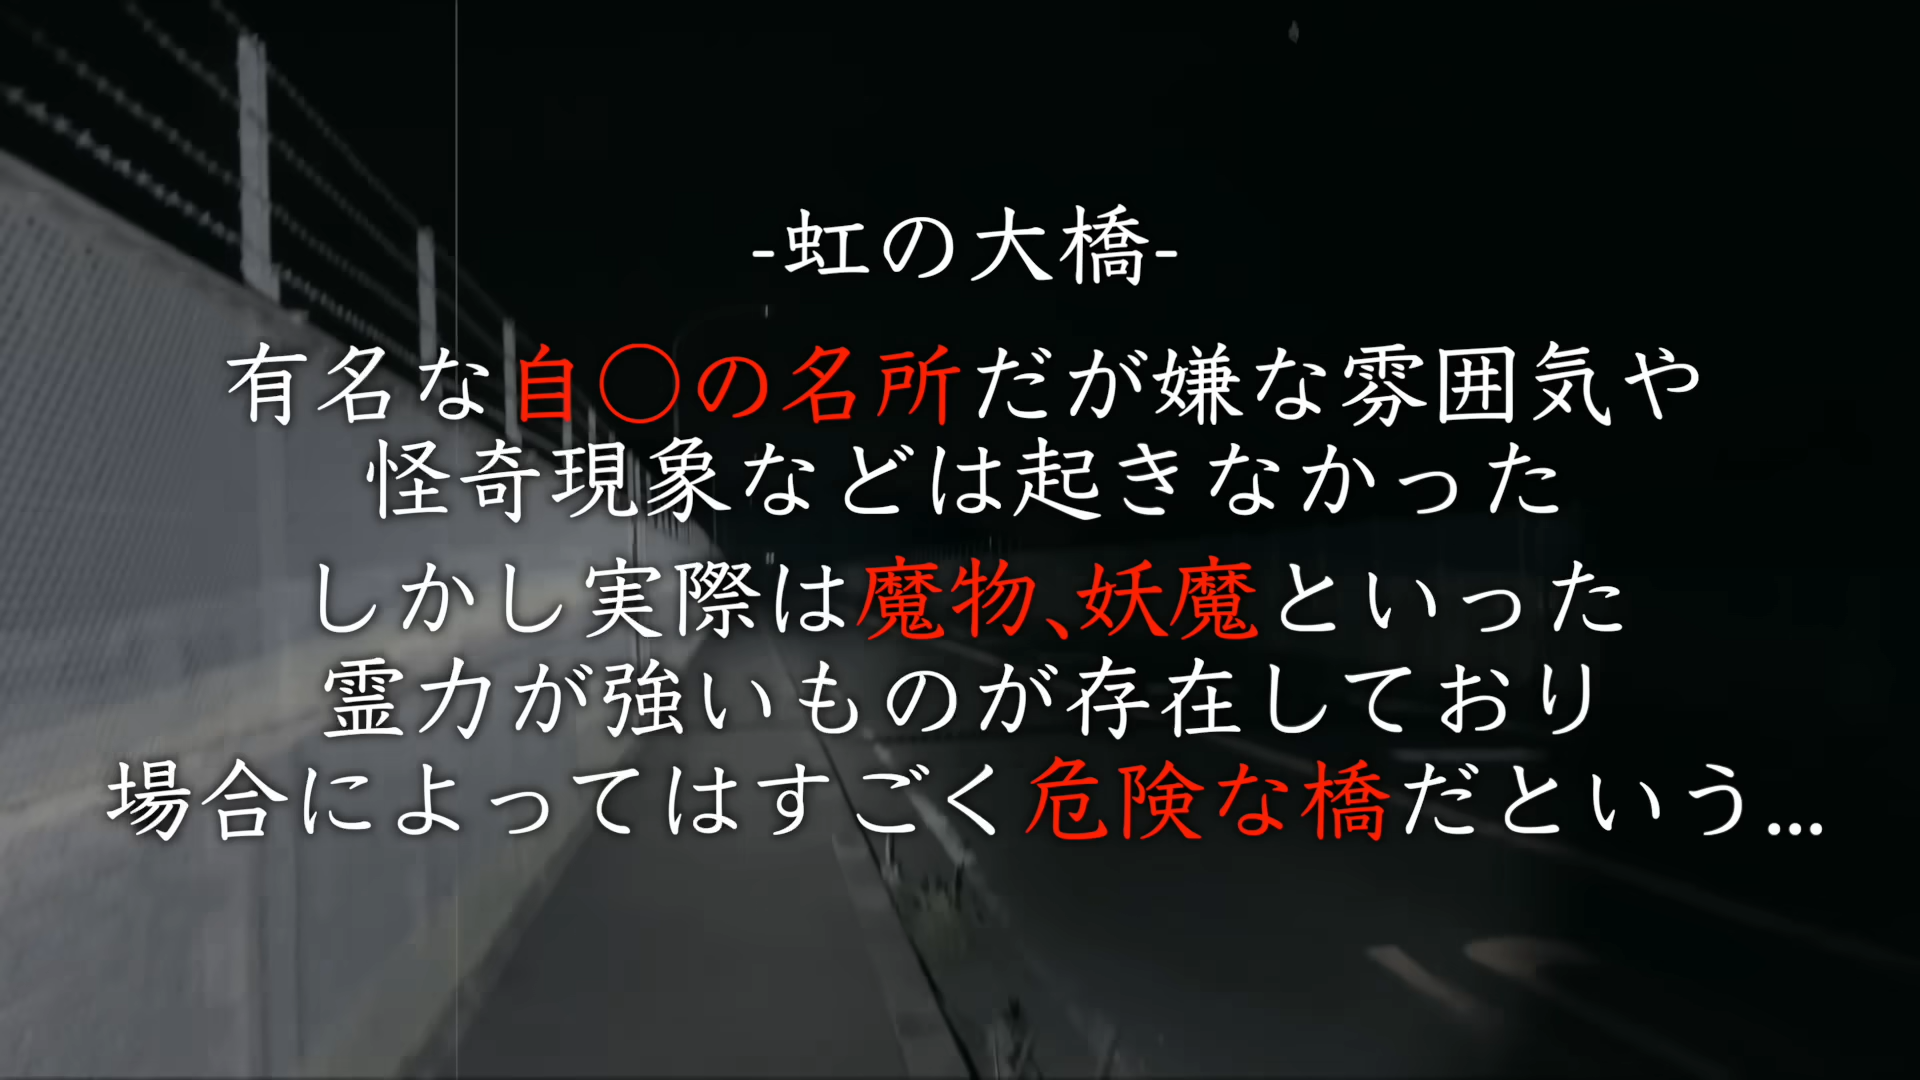 -虹の大橋-
有名な自〇の名所だが嫌な雰囲気や
怪奇現象などは起きなかった
しかし実際は魔物、妖魔といった
霊力が強いものが存在しており
場合によってはすごく危険な橋だという...